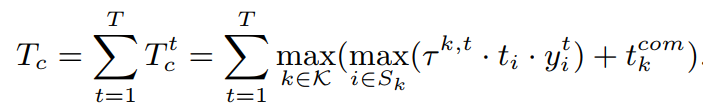 T_c = \sum_{t=1}^{T} T_c^t = \sum_{t=1}^{T} \max_{k \in \mathcal{K}} ( \max_{i \in S_k} ( \tau^{k,t} \cdot t_i \cdot y_i^t ) + t_k^{com} ).